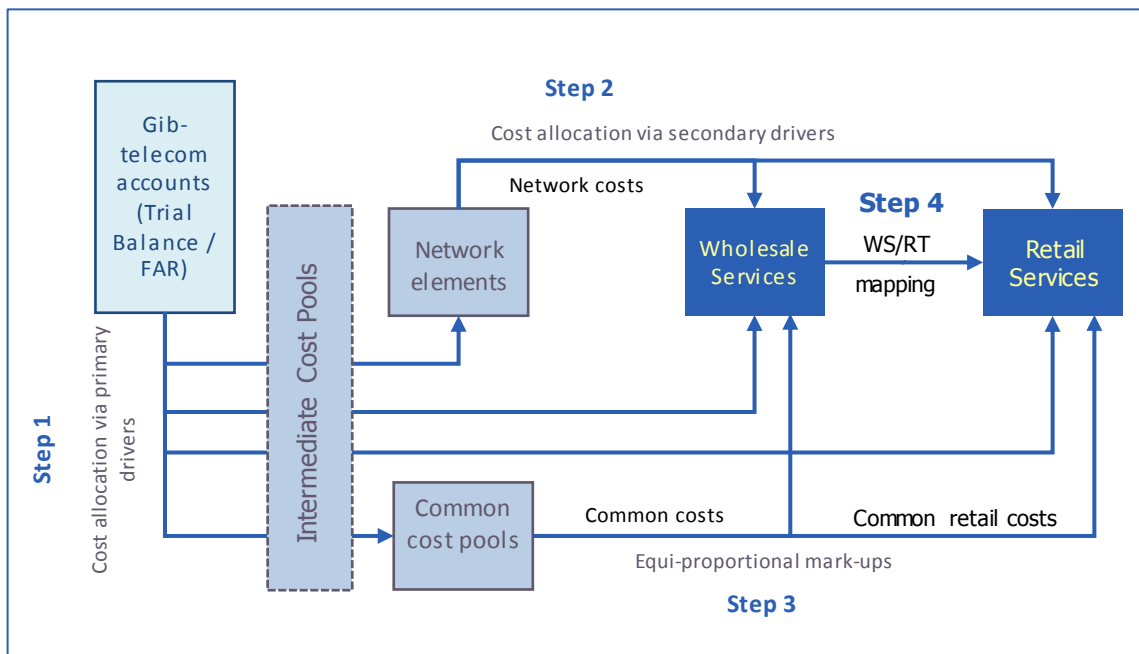 Step 2
Cost allocation via secondary drivers
Gib-
telecom
accounts
(Trial
Balance /
FAR)
Network costs
Step 4
Intermediate Cost Pools
Network
elements
Wholesale
Services
WS/RT
mapping
Retail
Services
Step 1
Cost allocation via primary
drivers
Common
cost pools
Common costs
Common retail costs
Equi-proportional mark-ups
Step 3